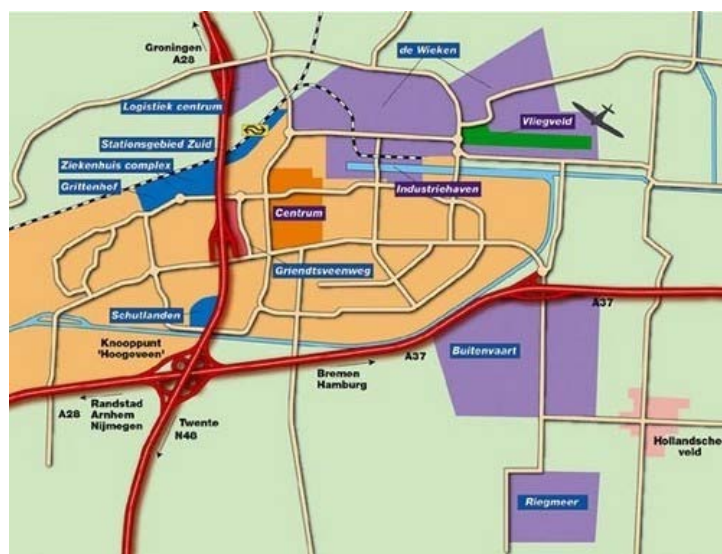 Groningen
A28
de Wieken
Logistiek centrum
Vliegveld
Stationsgebied Zuid
Ziekenhuis complex
Grittenhof
Industriehaven
Centrum
Griendtsveenweg
Schutlanden
A37
Knooppunt
'Hoogeveen'
A37
Buitenvaart
Bremen
Hamburg
A28
Randstad
Arnhem
Nijmegen
Twente
N48
Hollandsche
veld
Riegmeer